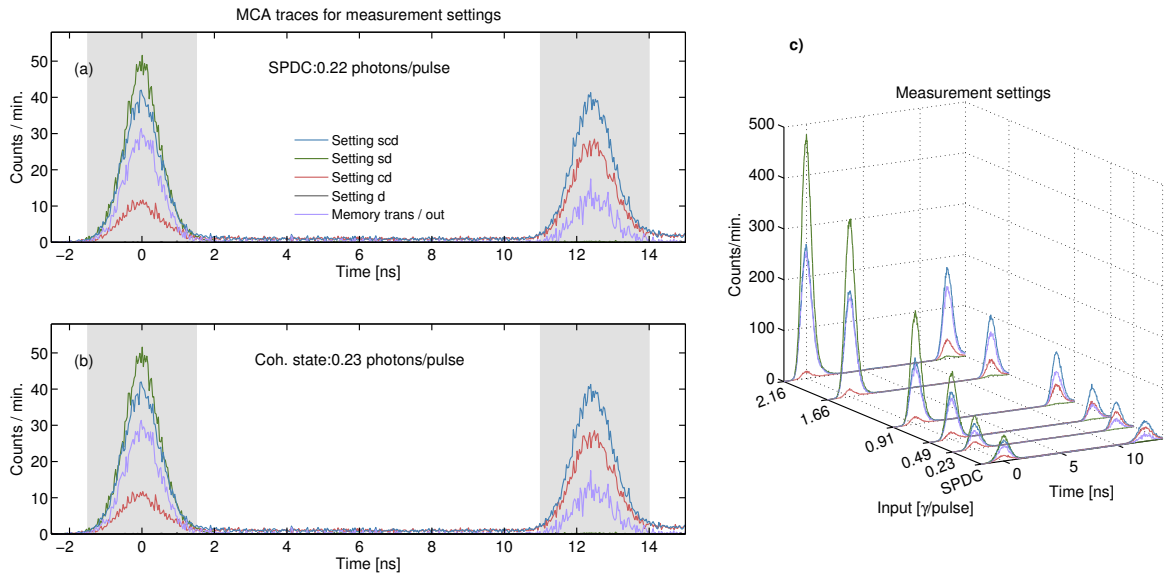 MCA traces for measurement settings
(a)
SPDC:0.22 photons/pulse
Counts / min.
50
40
30
20
10
0
Setting scd
Setting sd
Setting cd
Setting d
Memory trans / out
−2 0 2 4 6 8 10 12 14
Time [ns]
(b)
Coh. state:0.23 photons/pulse
Counts / min.
50
40
30
20
10
0
−2 0 2 4 6 8 10 12 14
Time [ns]
c)
Measurement settings
Counts/min.
500
400
300
200
100
0
2.16
1.66
0.91
0.49
0.23
SPDC
Input [γ/pulse]
0 5 10
Time [ns]